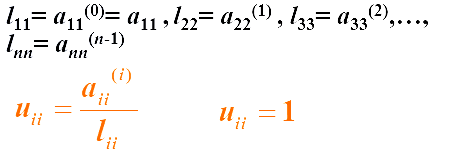 l₁₁= a₁₁⁽⁰⁾= a₁₁ , l₂₂= a₂₂⁽¹⁾ , l₃₃= a₃₃⁽²⁾,…,
lₙₙ= aₙₙ⁽ⁿ⁻¹⁾
uᵢᵢ = aᵢᵢ⁽ⁱ⁾ / lᵢᵢ uᵢᵢ = 1